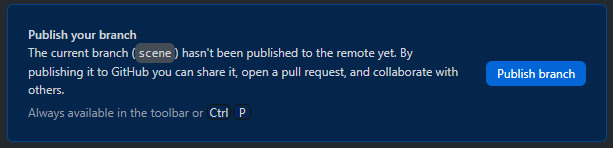 Publish your branch
The current branch (scene) hasn't been published to the remote yet. By
publishing it to GitHub you can share it, open a pull request, and collaborate with
others.
Publish branch
Always available in the toolbar or Ctrl P